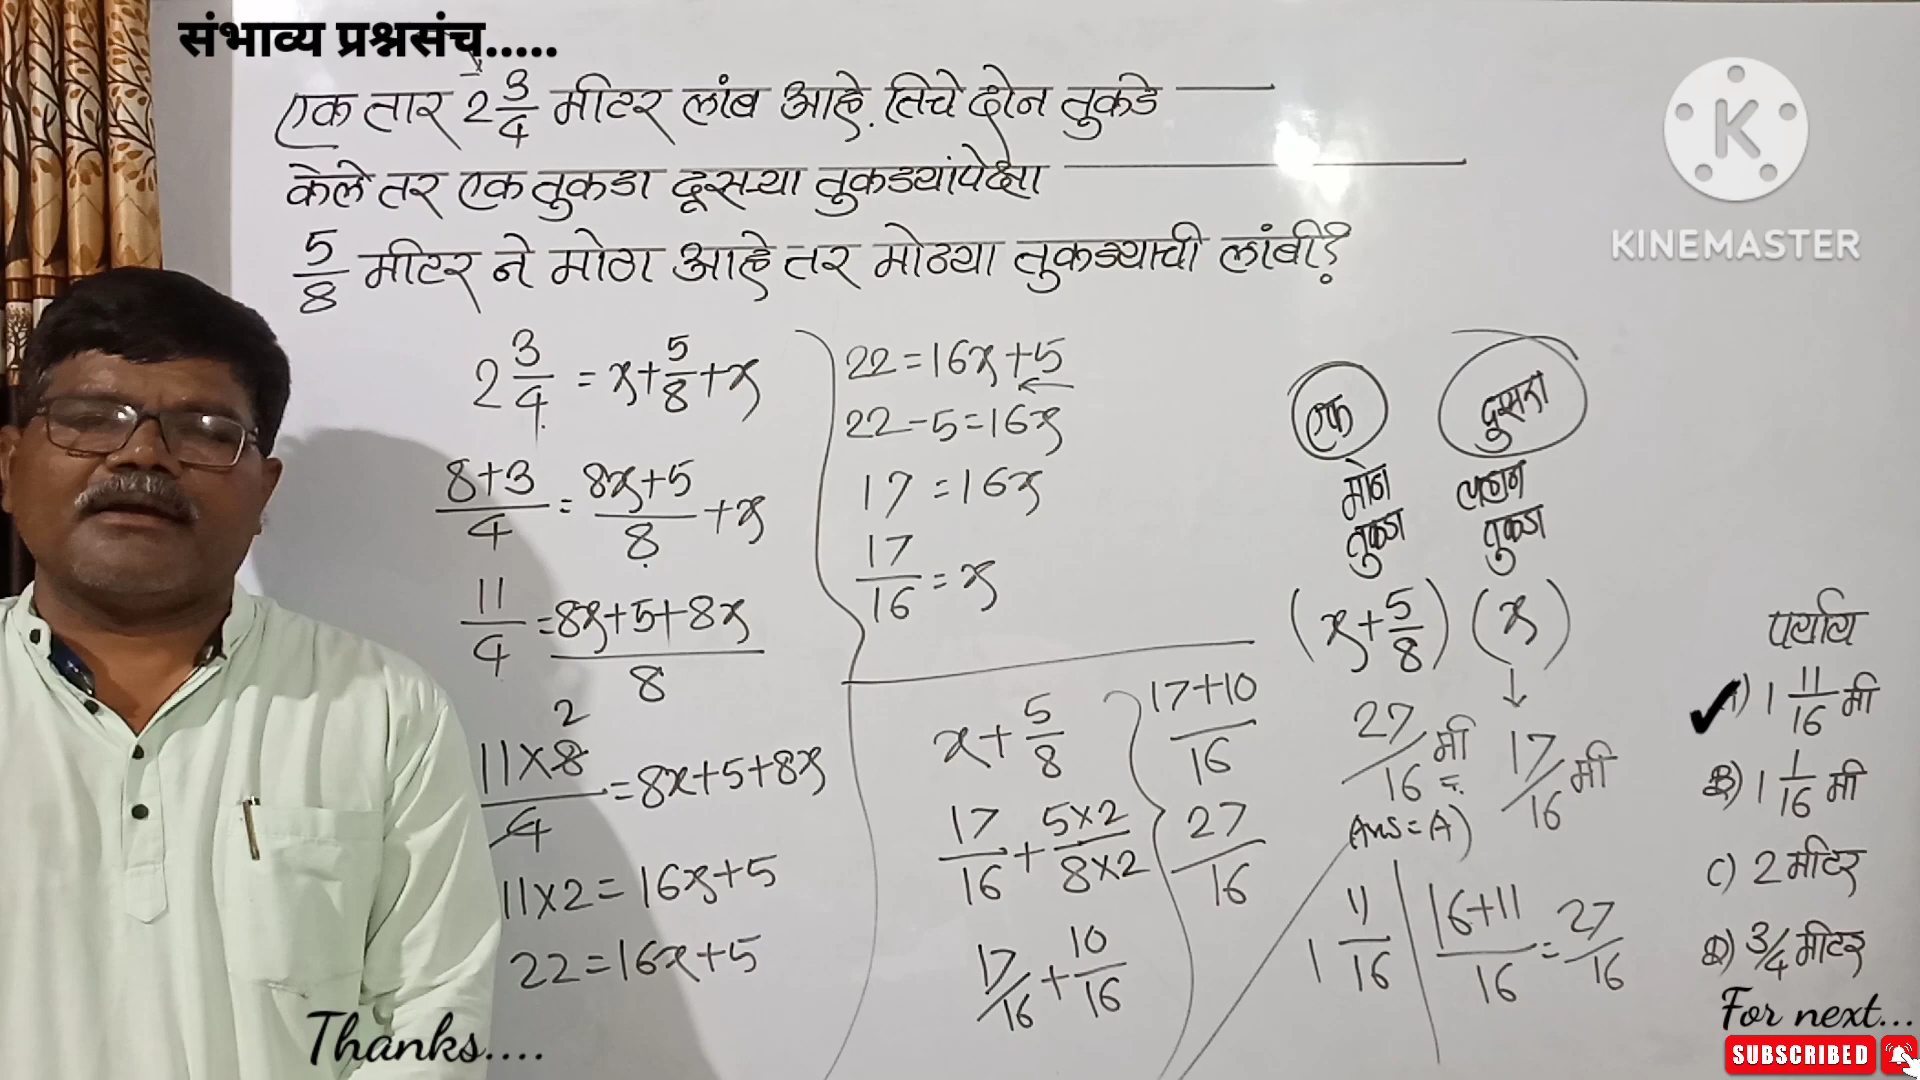 संभाव्य प्रश्नसंच.....
एक तार 2 3/4 मीटर लांब आहे. तिचे दोन तुकडे
केले तर एक तुकडा दूसऱ्या तुकड्यांपेक्षा
5/8 मीटर ने मोठा आहे तर मोठ्या तुकड्याची लांबी?
2 3/4 = x + 5/8 + x
8+3/4 = 8x+5/8 + x
11/4 = 8x+5+8x/8
2
11×8/4 = 8x+5+8x
11×2 = 16x+5
22 = 16x+5
22 = 16x+5
22-5 = 16x
17 = 16x
17/16 = x
x + 5/8
17/16 + 5×2/8×2
17/16 + 10/16
17+10/16
27/16
एक
मोठा
तुकडा
(x + 5/8)
27/16 मी
Ans = A)
दूसरा
लहान
तुकडा
(x)
17/16 मी
1 11/16
16+11/16 = 27/16
पर्याय
A) 1 11/16 मी
B) 1 1/16 मी
C) 2 मीटर
D) 3/4 मीटर
K
KINEMASTER
Thanks....
For next...
SUBSCRIBED